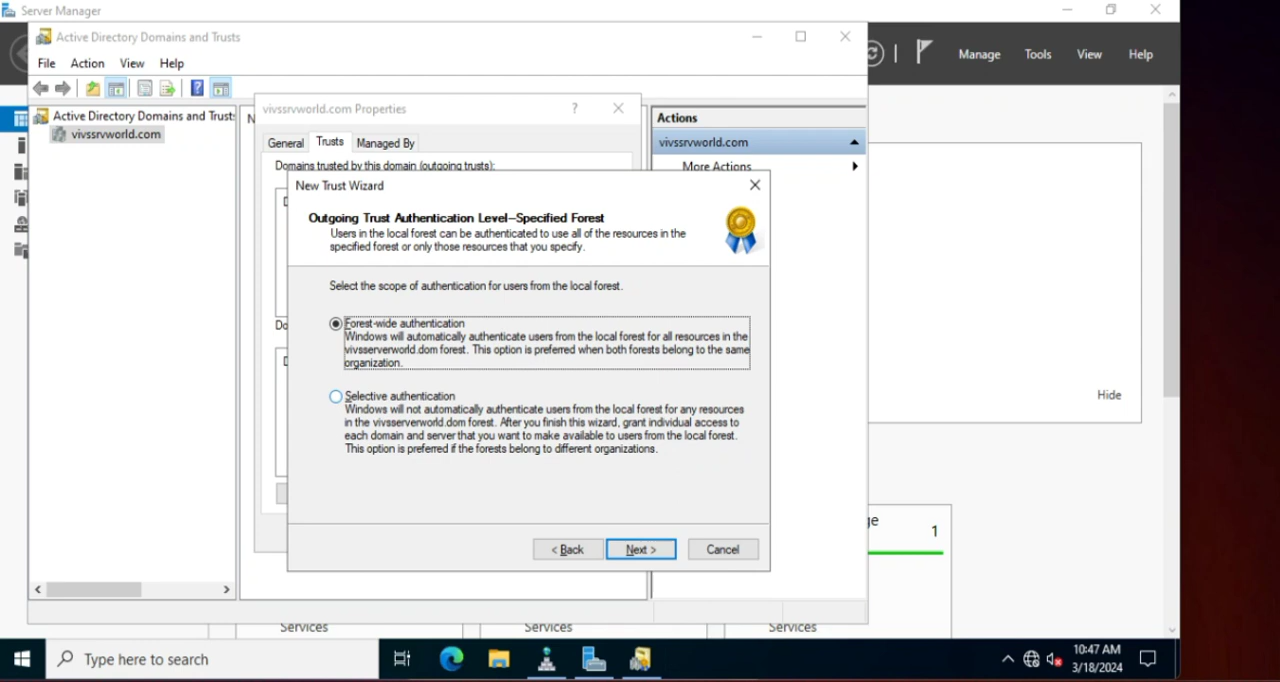 Server Manager
Active Directory Domains and Trusts
File Action View Help
Manage Tools View Help
Active Directory Domains and Trust:
vivssrvworld.com
vivssrvworld.com Properties
?
General Trusts Managed By
Domains trusted by this domain (outgoing trusts):
Actions
vivssrvworld.com
More Actions
New Trust Wizard
Outgoing Trust Authentication Level--Specified Forest
Users in the local forest can be authenticated to use all of the resources in the
specified forest or only those resources that you specify.
Select the scope of authentication for users from the local forest.
Forest-wide authentication
Windows will automatically authenticate users from the local forest for all resources in the
vivsserverworld.dom forest. This option is preferred when both forests belong to the same
organization.
Selective authentication
Windows will not automatically authenticate users from the local forest for any resources
in the vivsserverworld.dom forest. After you finish this wizard, grant individual access to
each domain and server that you want to make available to users from the local forest.
This option is preferred if the forests belong to different organizations.
< Back Next > Cancel
Hide
1
Services Services Services
Type here to search
10:47 AM
3/18/2024